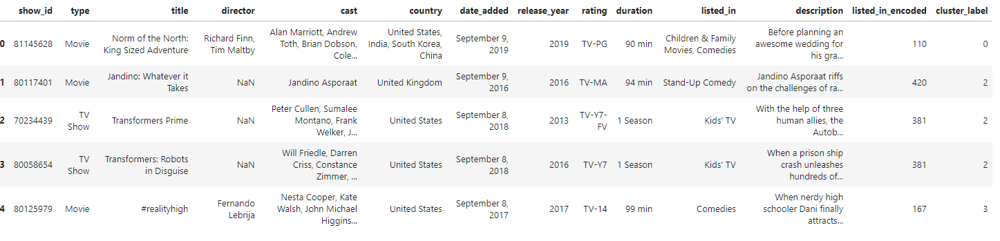 show_id type title director cast country date_added release_year rating duration listed_in description listed_in_encoded cluster_label
Alan Marriott, Andrew United States, Before planning an
Norm of the North: Richard Finn, September 9, Children & Family
0 81145628 Movie Toth, Brian Dobson, India, South Korea, 2019 TV-PG 90 min awesome wedding for 110 0
King Sized Adventure Tim Maltby 2019 Movies, Comedies
Cole... China his gra...
Jandino: Whatever it September 9, Jandino Asporaat riffs
1 80117401 Movie NaN Jandino Asporaat United Kingdom 2016 TV-MA 94 min Stand-Up Comedy 420 2
Takes 2016 on the challenges of ra...
Peter Cullen, Sumalee With the help of three
TV September 8, TV-Y7-
2 70234439 Transformers Prime NaN Montano, Frank United States 2013 1 Season Kids' TV human allies, the 381 2
Show 2018 FV
Welker, J... Autob...
Will Friedle, Darren When a prison ship
TV Transformers: Robots September 8,
3 80058654 NaN Criss, Constance United States 2016 TV-Y7 1 Season Kids' TV crash unleashes 381 2
Show in Disguise 2018
Zimmer, ... hundreds of...
Nesta Cooper, Kate When nerdy high
Fernando September 8,
4 80125979 Movie #realityhigh Walsh, John Michael United States 2017 TV-14 99 min Comedies schooler Dani finally 167 3
Lebrija 2017
Higgins... attracts...